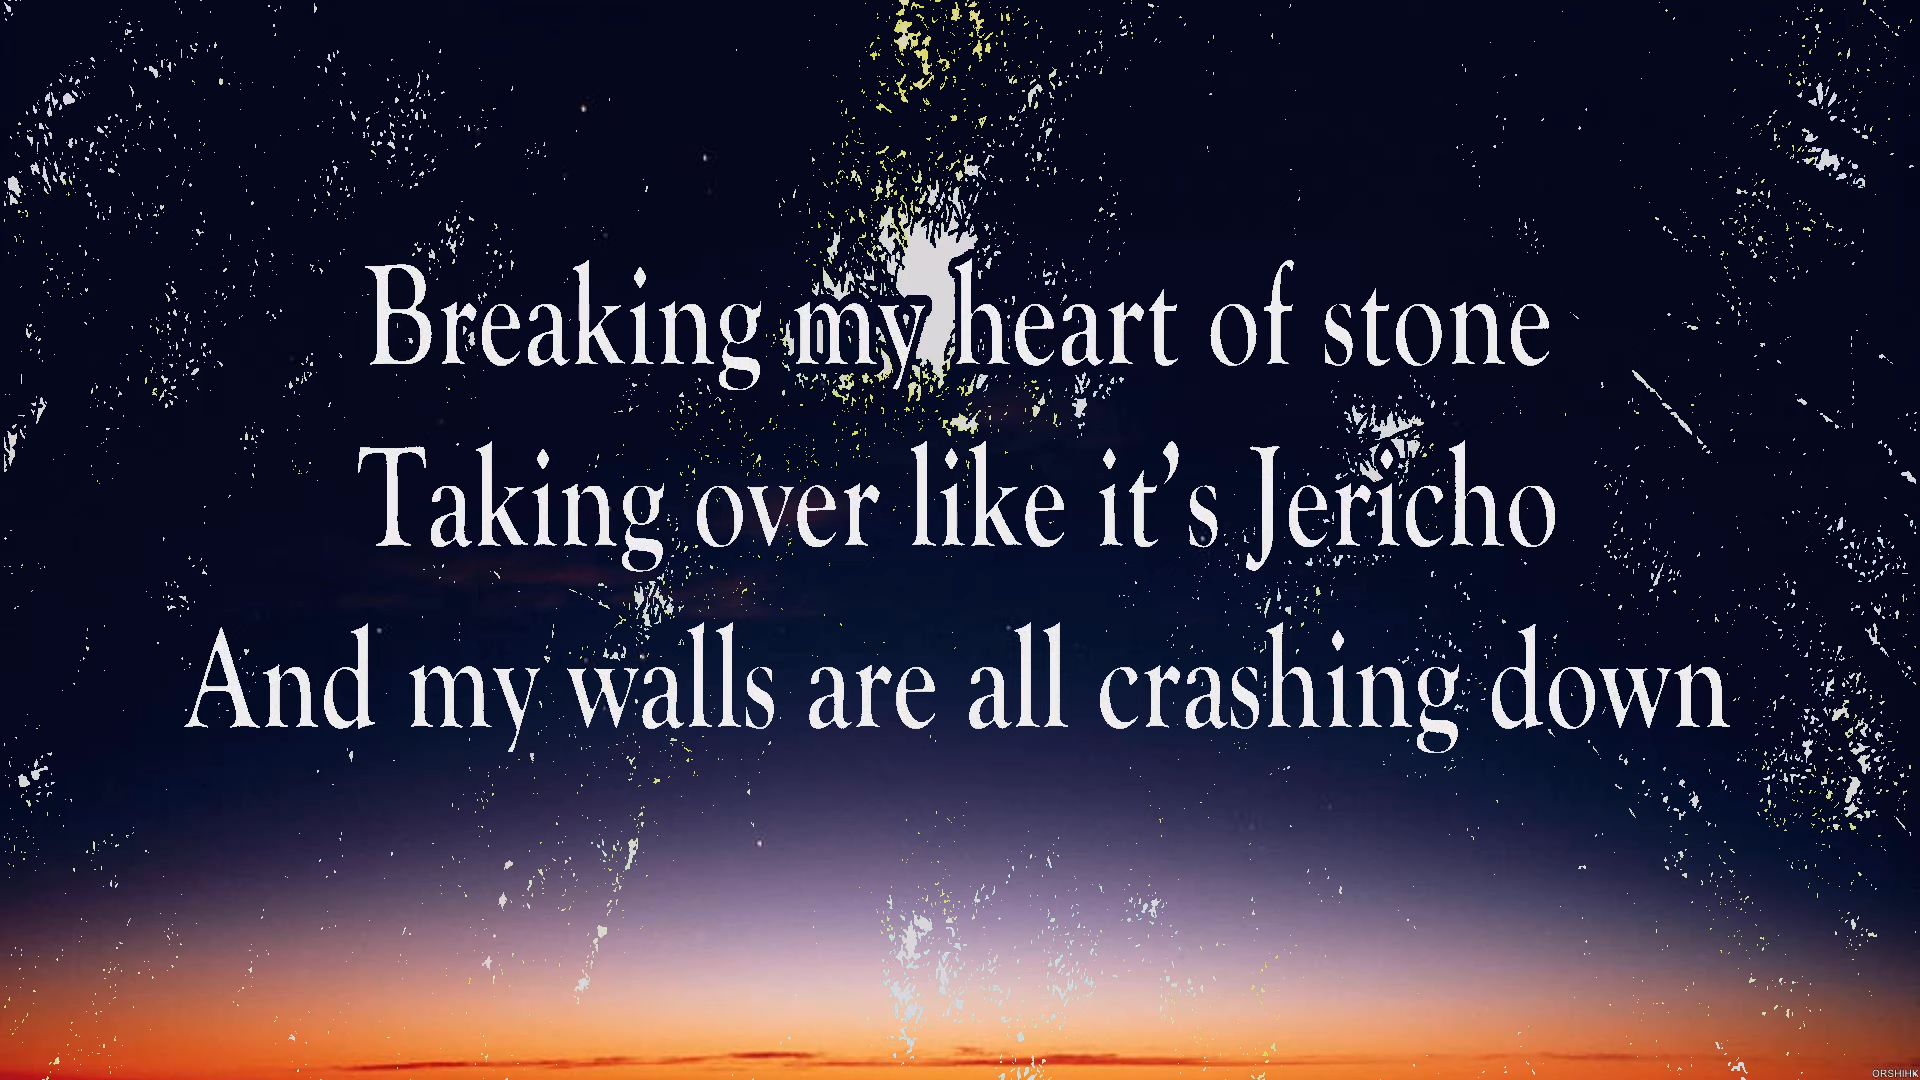 Breaking my heart of stone
Taking over like it’s Jericho
And my walls are all crashing down
ORSHIHK